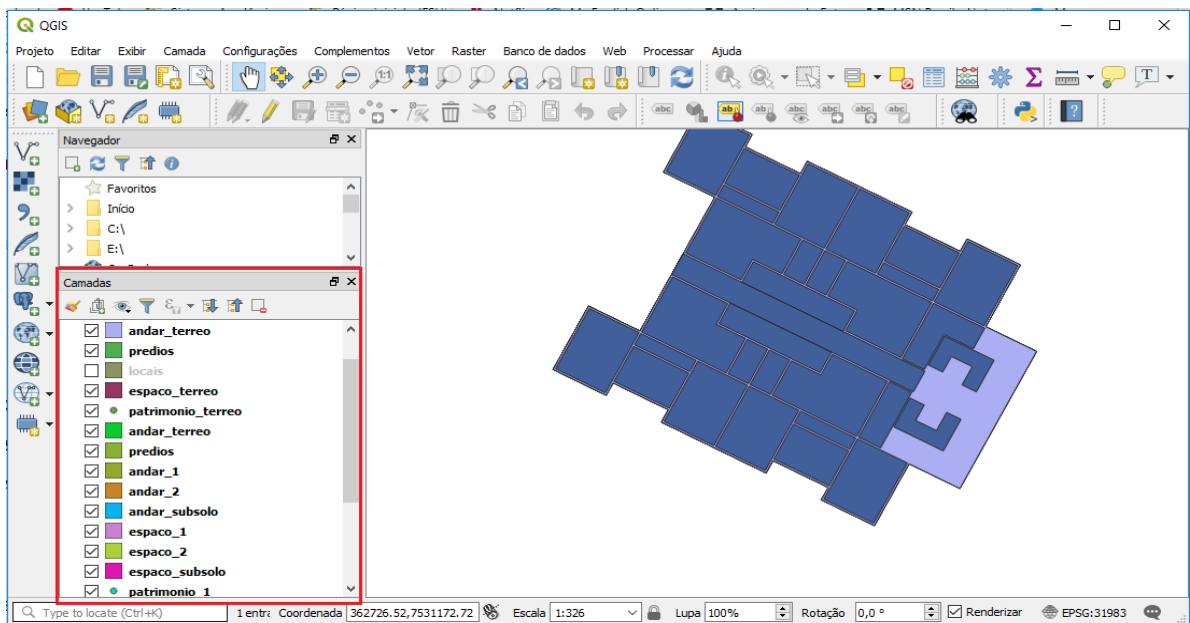 QGIS
Projeto Editar Exibir Camada Configurações Complementos Vetor Raster Banco de dados Web Processar Ajuda
Navegador
Favoritos
Início
C:\
E:\
Camadas
andar_terreo
predios
locais
espaco_terreo
patrimonio_terreo
andar_terreo
predios
andar_1
andar_2
andar_subsolo
espaco_1
espaco_2
espaco_subsolo
patrimonio_1
Type to locate (Ctrl+K) 1 entra Coordenada 362726.52,7531172.72 Escala 1:326 Lupa 100% Rotação 0,0 ° Renderizar EPSG:31983